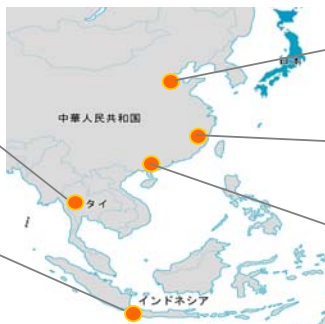 日本
中華人民共和国
タイ
インドネシア